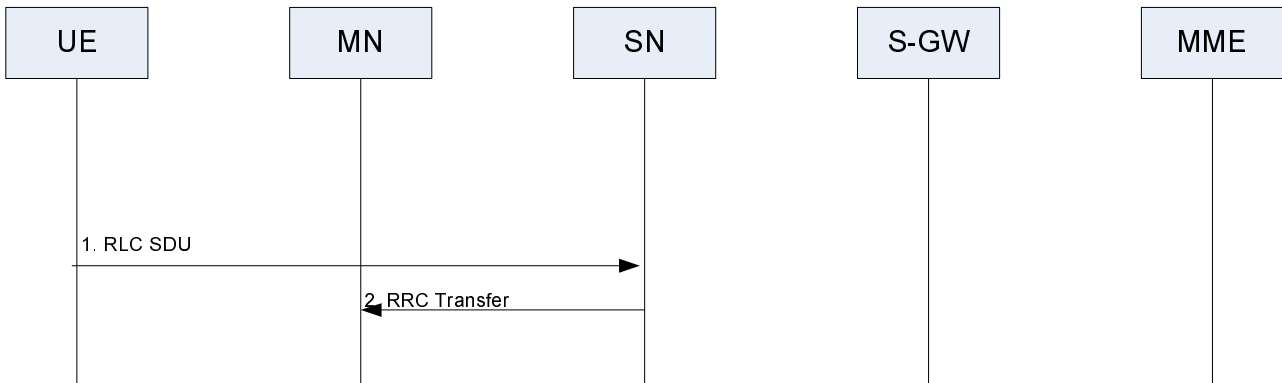 UE
MN
SN
S-GW
MME
1. RLC SDU
2. RRC Transfer